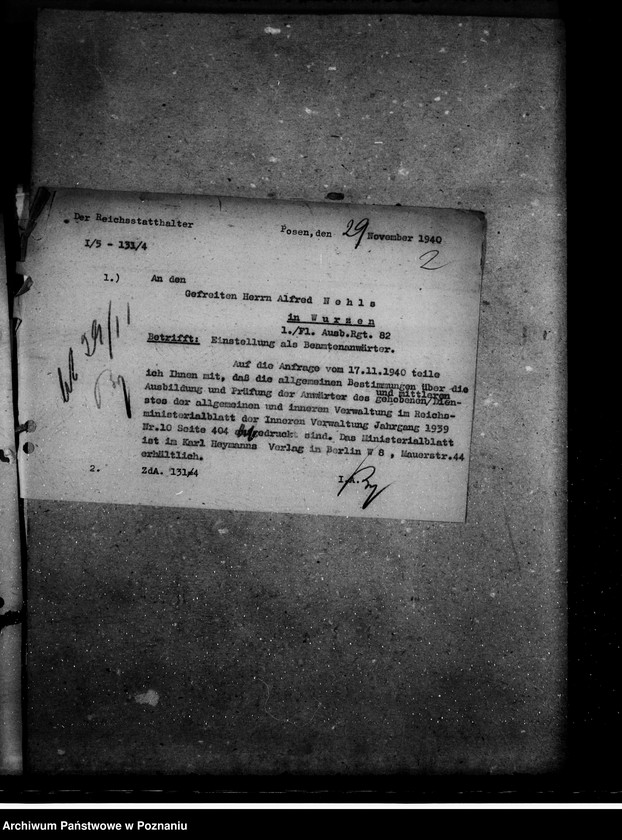 Der Reichsstatthalter
Posen, den 29 November 1940
I/5 - 131/4
2
1.) An den
Gefreiten Herrn Alfred Nehls
in Wurzen
1./Fl. Ausb.Rgt. 82
Betrifft: Einstellung als Beamtenanwärter.
Auf die Anfrage vom 17.11.1940 teile
ich Ihnen mit, daß die allgemeinen Bestimmungen über die
und mittleren
Ausbildung und Prüfung der Anwärter des gehobenen/Dien-
stes der allgemeinen und inneren Verwaltung im Reichs-
ministerialblatt der Inneren Verwaltung Jahrgang 1939
Nr.10 Seite 404 abgedruckt sind. Das Ministerialblatt
ist im Karl Heymanns Verlag in Berlin W 8, Mauerstr.44
erhältlich.
2. ZdA. 131/4
I.A.
29/11
Archiwum Państwowe w Poznaniu